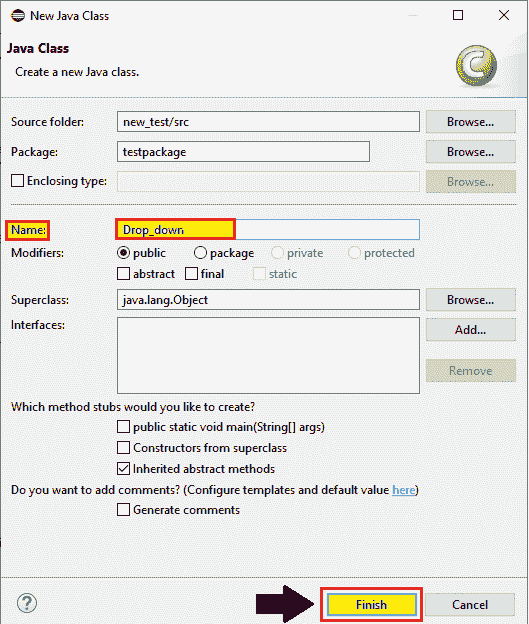 New Java Class
Java Class
Create a new Java class.
Source folder: new_test/src Browse...
Package: testpackage Browse...
Enclosing type: Browse...
Name: Drop_down
Modifiers: public package private protected
abstract final static
Superclass: java.lang.Object Browse...
Interfaces: Add...
Remove
Which method stubs would you like to create?
public static void main(String[] args)
Constructors from superclass
Inherited abstract methods
Do you want to add comments? (Configure templates and default value here)
Generate comments
? Finish Cancel